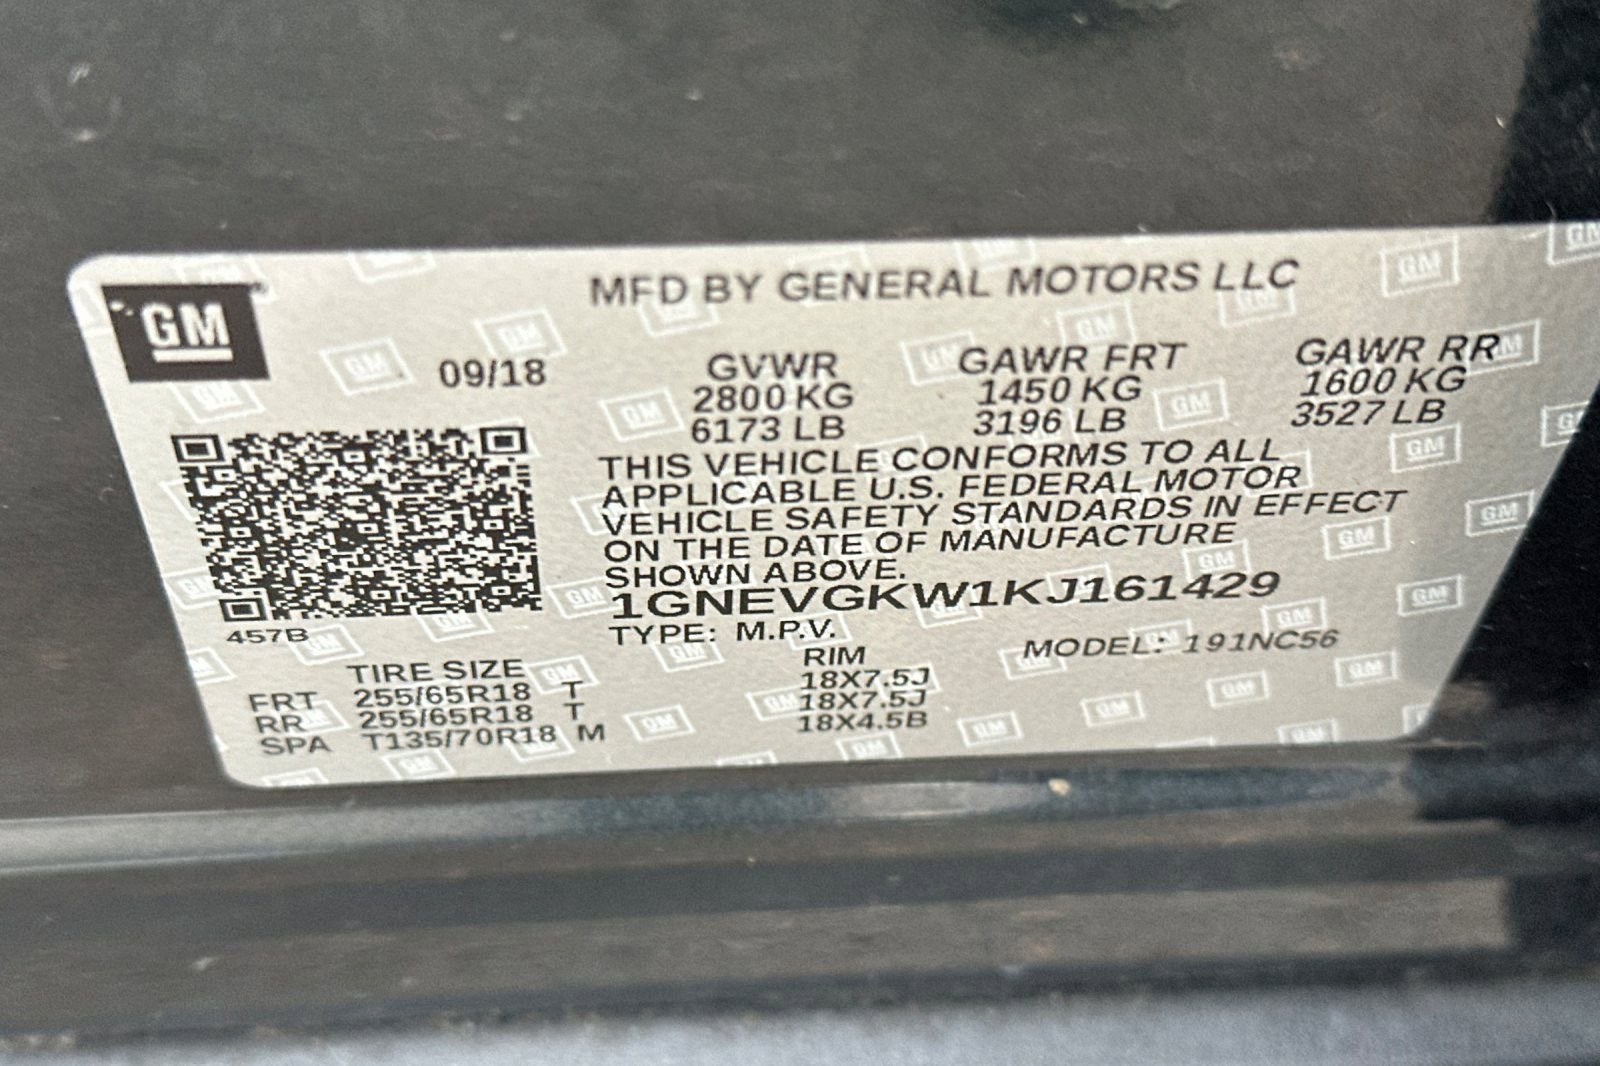 MFD BY GENERAL MOTORS LLC
GM
09/18
GVWR GAWR FRT GAWR RR
2800 KG 1450 KG 1600 KG
6173 LB 3196 LB 3527 LB
THIS VEHICLE CONFORMS TO ALL
APPLICABLE U.S. FEDERAL MOTOR
VEHICLE SAFETY STANDARDS IN EFFECT
ON THE DATE OF MANUFACTURE
SHOWN ABOVE.
1GNEVGKW1KJ161429
457B
TYPE: M.P.V. MODEL: 191NC56
TIRE SIZE RIM
FRT 255/65R18 T 18X7.5J
RR 255/65R18 T 18X7.5J
SPA T135/70R18 M 18X4.5B